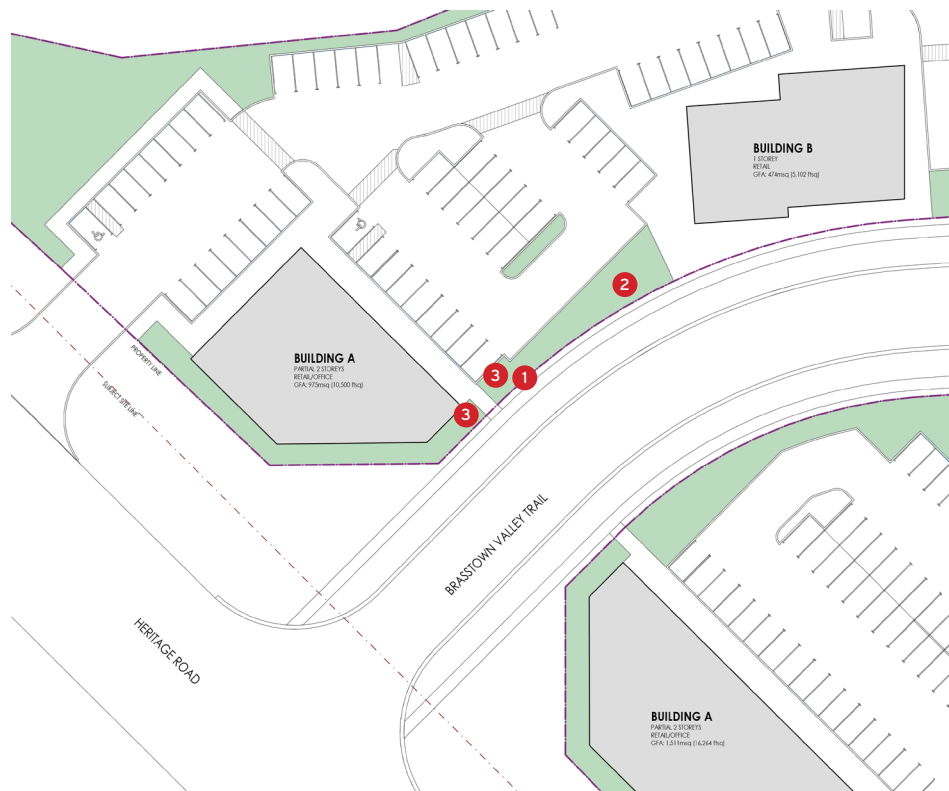 BUILDING B
1 STOREY
RETAIL
GFA: 474msq (5,102 ftsq)
2
BUILDING A
PARTIAL 2 STOREYS
RETAIL/OFFICE
GFA: 975msq (10,500 ftsq)
PROPERTY LINE
SUBJECT SITE LINE
3
1
3
BRASSTOWN VALLEY TRAIL
HERITAGE ROAD
BUILDING A
PARTIAL 2 STOREYS
RETAIL/OFFICE
GFA: 1,511msq (16,264 ftsq)